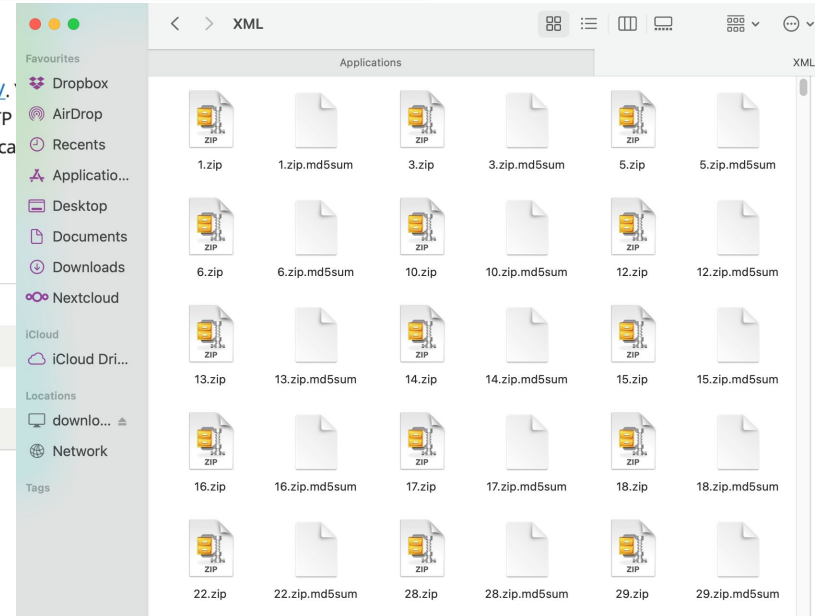 XML
Applications
XML
Favourites
Dropbox
AirDrop
Recents
Applicatio...
Desktop
Documents
Downloads
Nextcloud
iCloud
iCloud Dri...
Locations
downlo...
Network
Tags
/.
TP
ca
ZIP ZIP ZIP
1.zip 1.zip.md5sum 3.zip 3.zip.md5sum 5.zip 5.zip.md5sum
ZIP ZIP ZIP
6.zip 6.zip.md5sum 10.zip 10.zip.md5sum 12.zip 12.zip.md5sum
ZIP ZIP ZIP
13.zip 13.zip.md5sum 14.zip 14.zip.md5sum 15.zip 15.zip.md5sum
ZIP ZIP ZIP
16.zip 16.zip.md5sum 17.zip 17.zip.md5sum 18.zip 18.zip.md5sum
ZIP ZIP ZIP
22.zip 22.zip.md5sum 28.zip 28.zip.md5sum 29.zip 29.zip.md5sum